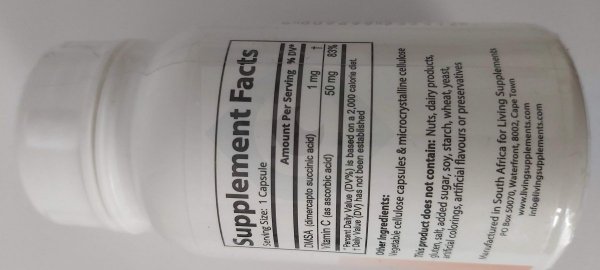 Supplement Facts
Serving Size: 1 Capsule
Amount Per Serving % DV*
DMSA (dimercapto succinic acid) 1 mg †
Vitamin C (as ascorbic acid) 50 mg 83%
* Percent Daily Value (DV%) is based on a 2,000 calorie diet
† Daily Value (DV) has not been established
Other Ingredients:
Vegetable cellulose capsules & microcrystalline cellulose
This product does not contain: Nuts, dairy products,
gluten, salt, added sugar, soy, starch, wheat, yeast,
artificial colorings, artificial flavours or preservatives
Manufactured in South Africa for Living Supplements
PO Box 50070, Waterfront, 8002, Cape Town
www.livingsupplements.com
info@livingsupplements.com